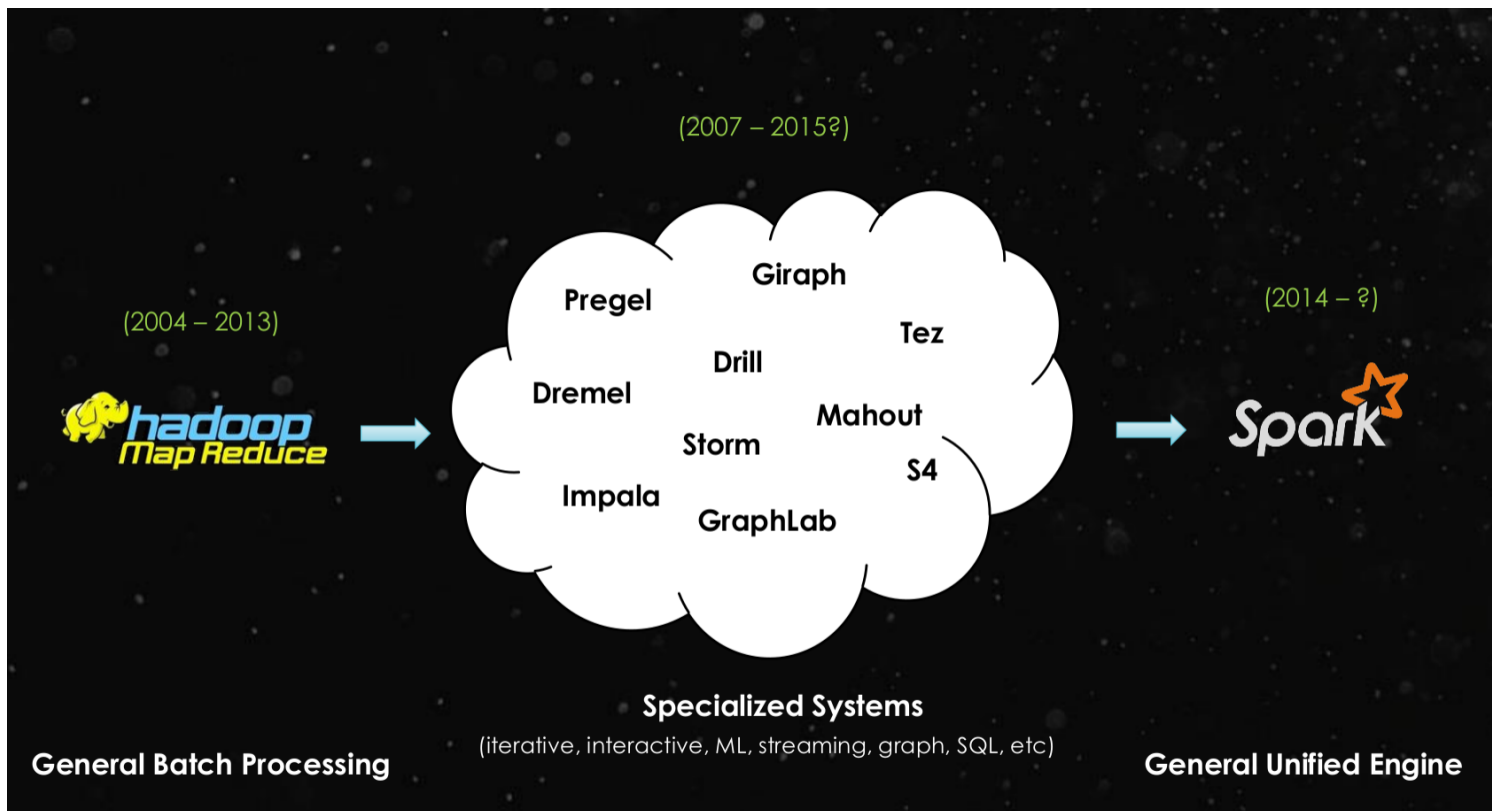 (2004 – 2013)
hadoop
Map Reduce
General Batch Processing
(2007 – 2015?)
Giraph
Pregel
Tez
Drill
Dremel
Mahout
Storm
S4
Impala
GraphLab
Specialized Systems
(iterative, interactive, ML, streaming, graph, SQL, etc)
(2014 – ?)
Spark
General Unified Engine